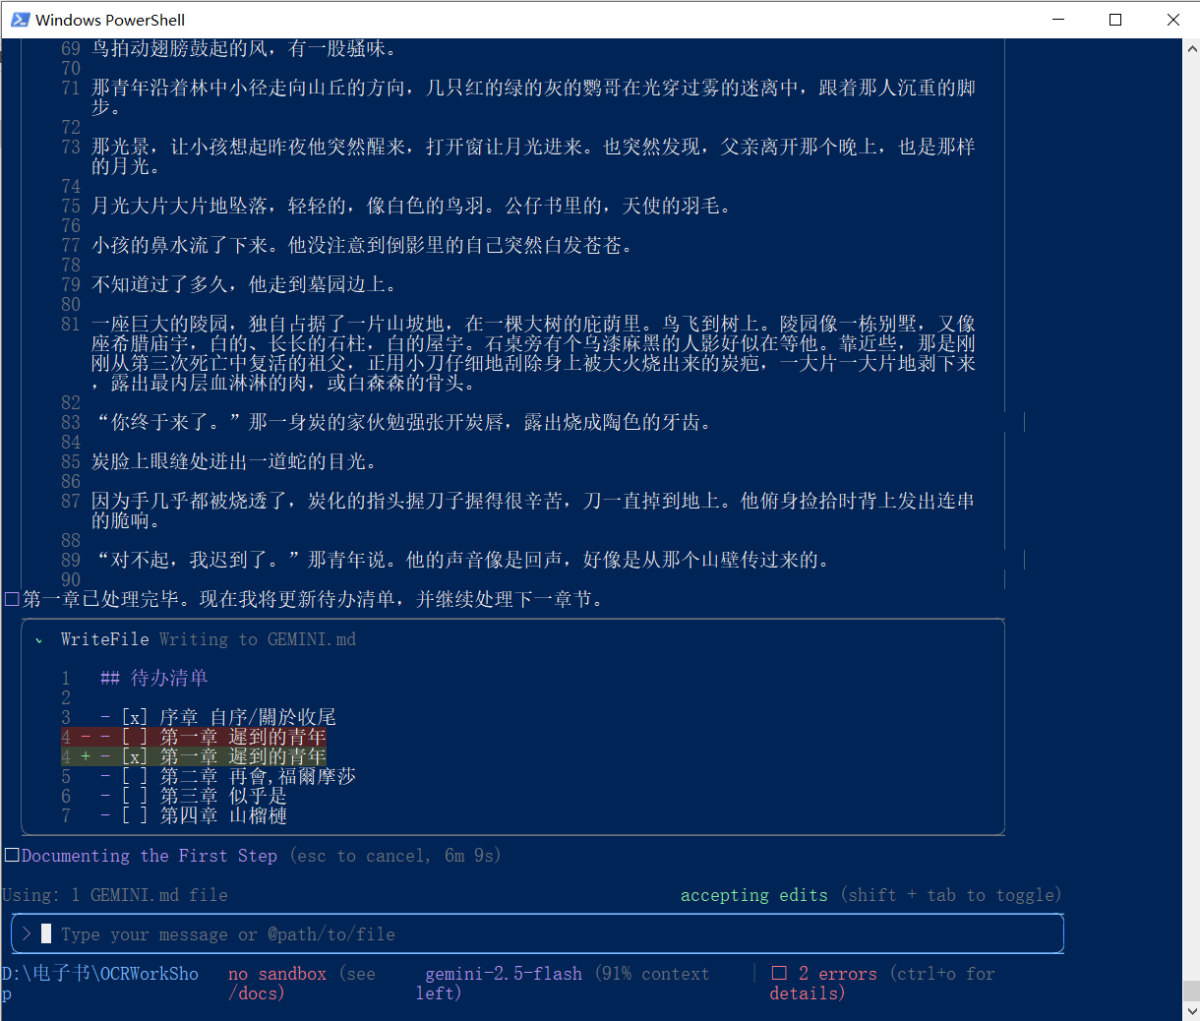 Windows PowerShell
69 鸟拍动翅膀鼓起的风，有一股骚味。
70
71 那青年沿着林中小径走向山丘的方向，几只红的绿的灰的鹦哥在光穿过雾的迷离中，跟着那人沉重的脚
步。
72
73 那光景，让小孩想起昨夜他突然醒来，打开窗让月光进来。也突然发现，父亲离开那个晚上，也是那样
的月光。
74
75 月光大片大片地坠落，轻轻的，像白色的鸟羽。公仔书里的，天使的羽毛。
76
77 小孩的鼻水流了下来。他没注意到倒影里的自己突然白发苍苍。
78
79 不知道过了多久，他走到墓园边上。
80
81 一座巨大的陵园，独自占据了一片山坡地，在一棵大树的庇荫里。鸟飞到树上。陵园像一栋别墅，又像
座希腊庙宇，白的、长长的石柱，白的屋宇。石桌旁有个乌漆麻黑的人影好似在等他。靠近些，那是刚
刚从第三次死亡中复活的祖父，正用小刀仔细地刮除身上被大火烧出来的炭疤，一大片一大片地剥下来
，露出最内层血淋淋的肉，或白森森的骨头。
82
83 “你终于来了。”那一身炭的家伙勉强张开炭唇，露出烧成陶色的牙齿。
84
85 炭脸上眼缝处迸出一道蛇的目光。
86
87 因为手几乎都被烧透了，炭化的指头握刀子握得很辛苦，刀一直掉到地上。他俯身捡拾时背上发出连串
的脆响。
88
89 “对不起，我迟到了。”那青年说。他的声音像是回声，好像是从那个山壁传过来的。
90
第一章已处理完毕。现在我将更新待办清单，并继续处理下一章节。
WriteFile Writing to GEMINI.md
1 ## 待办清单
2
3 - [x] 序章 自序/關於收尾
4 - - [ ] 第一章 遲到的青年
4 + - [x] 第一章 遲到的青年
5 - [ ] 第二章 再會,福爾摩莎
6 - [ ] 第三章 似乎是
7 - [ ] 第四章 山榴槤
Documenting the First Step (esc to cancel, 6m 9s)
Using: 1 GEMINI.md file accepting edits (shift + tab to toggle)
> Type your message or @path/to/file
D:\电子书\OCRWorkSho no sandbox (see gemini-2.5-flash (91% context | 2 errors (ctrl+o for
p /docs) left) details)